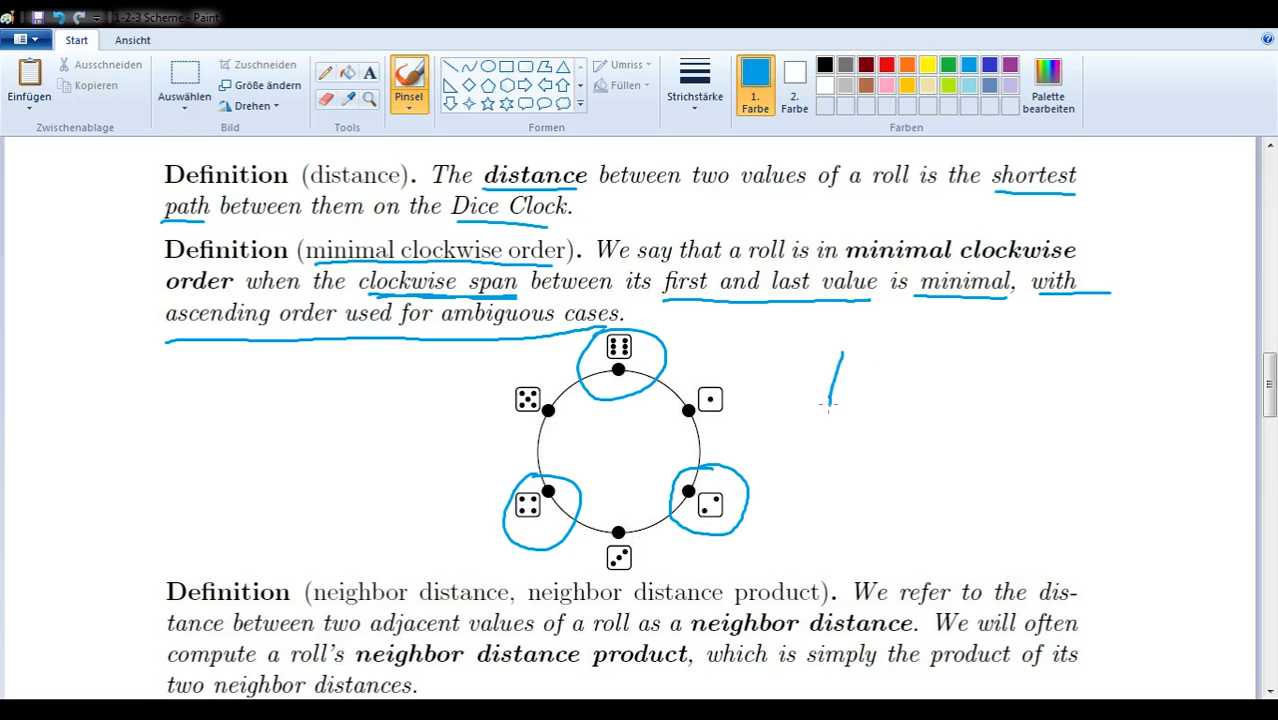 1-2-3 Scheme - Paint
Start
Ansicht
Einfügen
Ausschneiden
Kopieren
Zwischenablage
Auswählen
Zuschneiden
Größe ändern
Drehen
Bild
A
Tools
Pinsel
Umriss
Füllen
Formen
Strichstärke
1.
Farbe
2.
Farbe
Palette
bearbeiten
Farben
Definition (distance). The distance between two values of a roll is the shortest
path between them on the Dice Clock.
Definition (minimal clockwise order). We say that a roll is in minimal clockwise
order when the clockwise span between its first and last value is minimal, with
ascending order used for ambiguous cases.
Definition (neighbor distance, neighbor distance product). We refer to the dis-
tance between two adjacent values of a roll as a neighbor distance. We will often
compute a roll's neighbor distance product, which is simply the product of its
two neighbor distances.